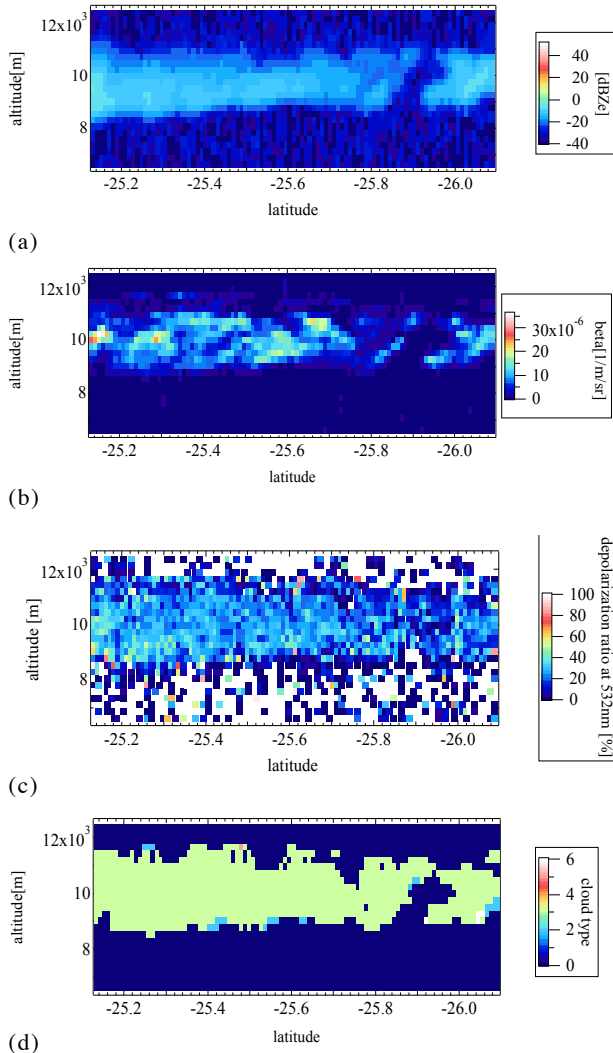 12x10³
10
8
altitude[m]
-25.2 -25.4 -25.6 -25.8 -26.0
latitude
40
20
0
-20
-40
[dBZe]
(a)
12x10³
10
8
altitude[m]
-25.2 -25.4 -25.6 -25.8 -26.0
latitude
30x10⁻⁶
20
10
0
beta[1/m/sr]
(b)
12x10³
10
8
altitude [m]
-25.2 -25.4 -25.6 -25.8 -26.0
latitude
100
80
60
40
20
0
depolarization ratio at 532nm [%]
(c)
12x10³
10
8
altitude[m]
-25.2 -25.4 -25.6 -25.8 -26.0
latitude
6
4
2
0
cloud type
(d)